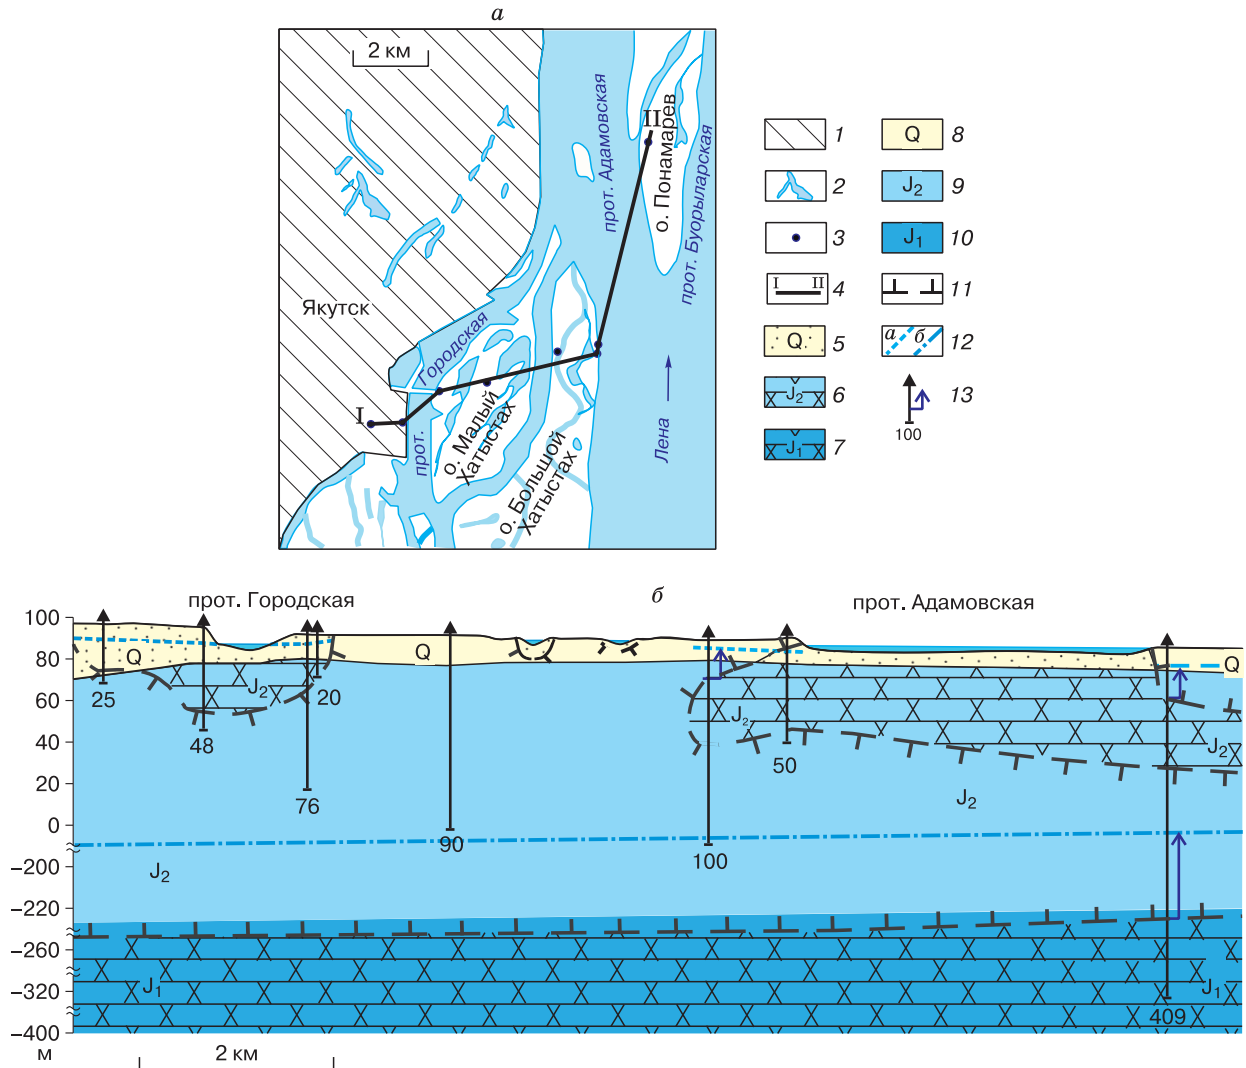 а
2 км
II
прот. Адамовская
о. Понамарев
прот. Буорыларская
Якутск
Городская
прот.
I
о. Малый
Хатыстах
о. Большой
Хатыстах
Лена
1
2
3
I II 4
Q 5
J2 6
J1 7
Q 8
J2 9
J1 10
11
а б 12
100 13
б
прот. Городская
прот. Адамовская
100
80
60
40
20
0
−200
−220
−260
−320
−400
м
Q
Q
Q
J2
J2
J2
J2
J2
J1
J1
25
48
76
20
90
100
50
409
2 км